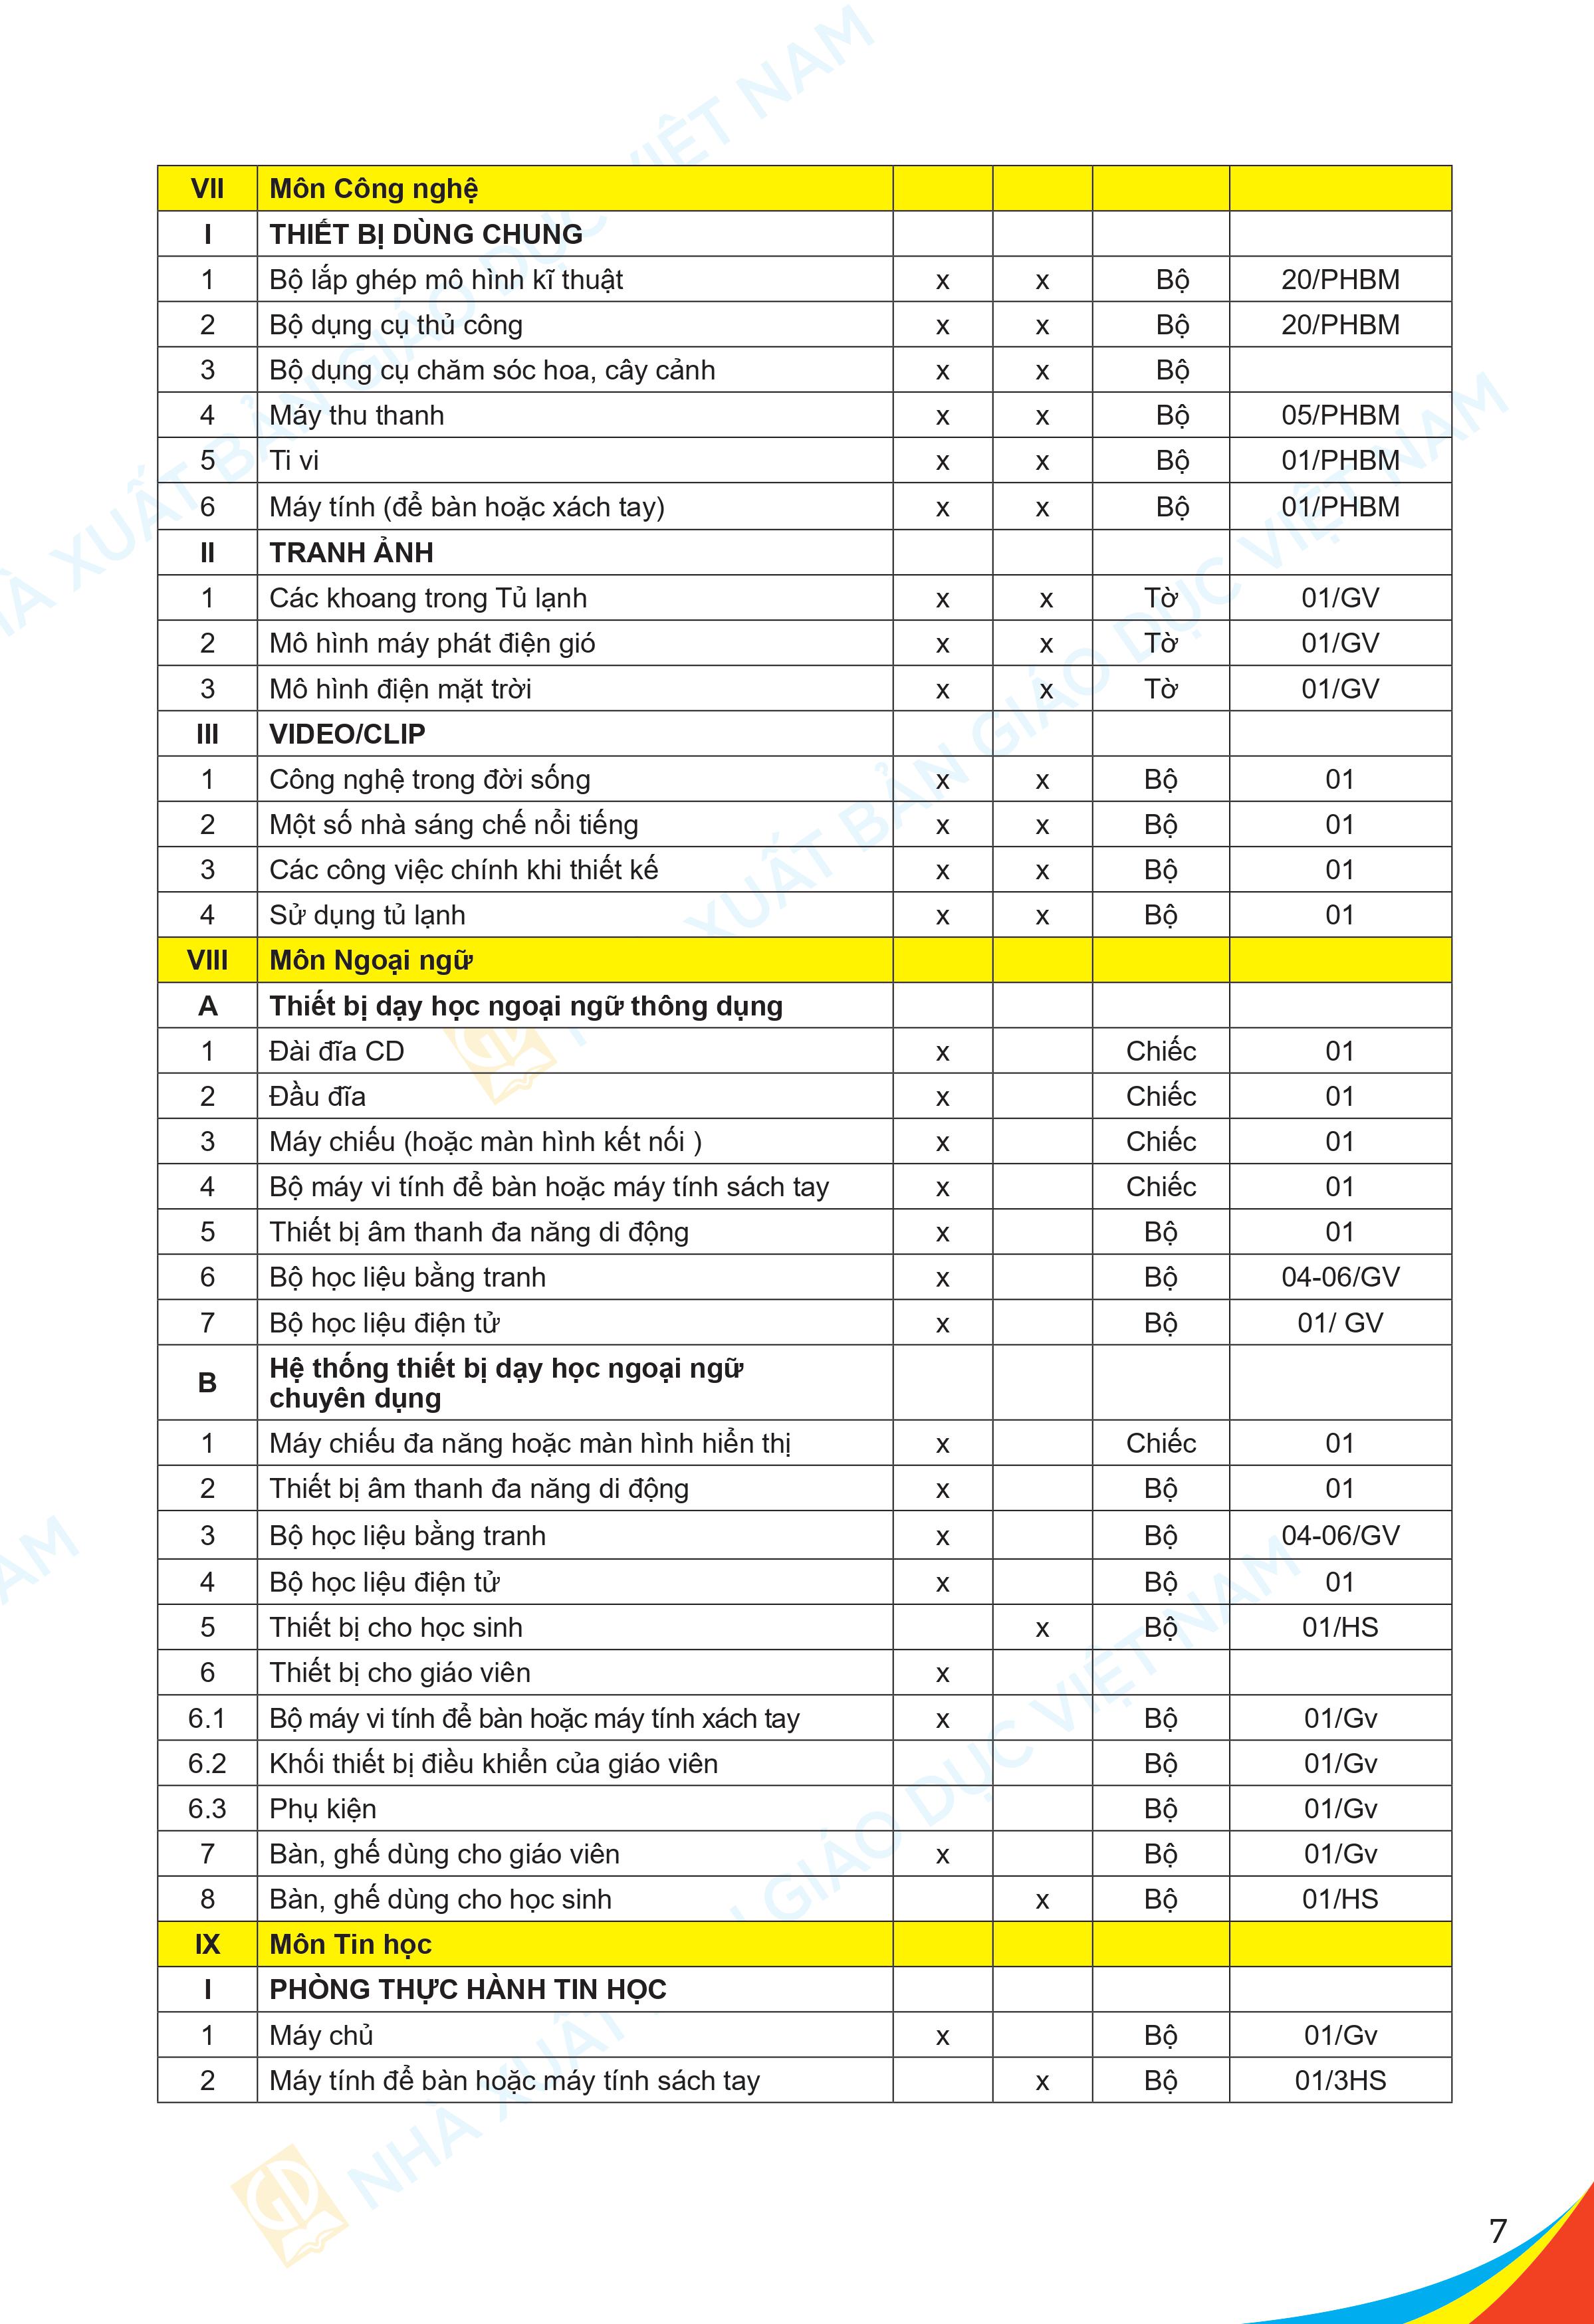 VII Môn Công nghệ
I THIẾT BỊ DÙNG CHUNG
1 Bộ lắp ghép mô hình kĩ thuật x x Bộ 20/PHBM
2 Bộ dụng cụ thủ công x x Bộ 20/PHBM
3 Bộ dụng cụ chăm sóc hoa, cây cảnh x x Bộ
4 Máy thu thanh x x Bộ 05/PHBM
5 Ti vi x x Bộ 01/PHBM
6 Máy tính (để bàn hoặc xách tay) x x Bộ 01/PHBM
II TRANH ẢNH
1 Các khoang trong Tủ lạnh x x Tờ 01/GV
2 Mô hình máy phát điện gió x x Tờ 01/GV
3 Mô hình điện mặt trời x x Tờ 01/GV
III VIDEO/CLIP
1 Công nghệ trong đời sống x x Bộ 01
2 Một số nhà sáng chế nổi tiếng x x Bộ 01
3 Các công việc chính khi thiết kế x x Bộ 01
4 Sử dụng tủ lạnh x x Bộ 01
VIII Môn Ngoại ngữ
A Thiết bị dạy học ngoại ngữ thông dụng
1 Đài đĩa CD x Chiếc 01
2 Đầu đĩa x Chiếc 01
3 Máy chiếu (hoặc màn hình kết nối ) x Chiếc 01
4 Bộ máy vi tính để bàn hoặc máy tính sách tay x Chiếc 01
5 Thiết bị âm thanh đa năng di động x Bộ 01
6 Bộ học liệu bằng tranh x Bộ 04-06/GV
7 Bộ học liệu điện tử x Bộ 01/ GV
B Hệ thống thiết bị dạy học ngoại ngữ
chuyên dụng
1 Máy chiếu đa năng hoặc màn hình hiển thị x Chiếc 01
2 Thiết bị âm thanh đa năng di động x Bộ 01
3 Bộ học liệu bằng tranh x Bộ 04-06/GV
4 Bộ học liệu điện tử x Bộ 01
5 Thiết bị cho học sinh x Bộ 01/HS
6 Thiết bị cho giáo viên x
6.1 Bộ máy vi tính để bàn hoặc máy tính xách tay x Bộ 01/Gv
6.2 Khối thiết bị điều khiển của giáo viên Bộ 01/Gv
6.3 Phụ kiện Bộ 01/Gv
7 Bàn, ghế dùng cho giáo viên x Bộ 01/Gv
8 Bàn, ghế dùng cho học sinh x Bộ 01/HS
IX Môn Tin học
I PHÒNG THỰC HÀNH TIN HỌC
1 Máy chủ x Bộ 01/Gv
2 Máy tính để bàn hoặc máy tính sách tay x Bộ 01/3HS
7